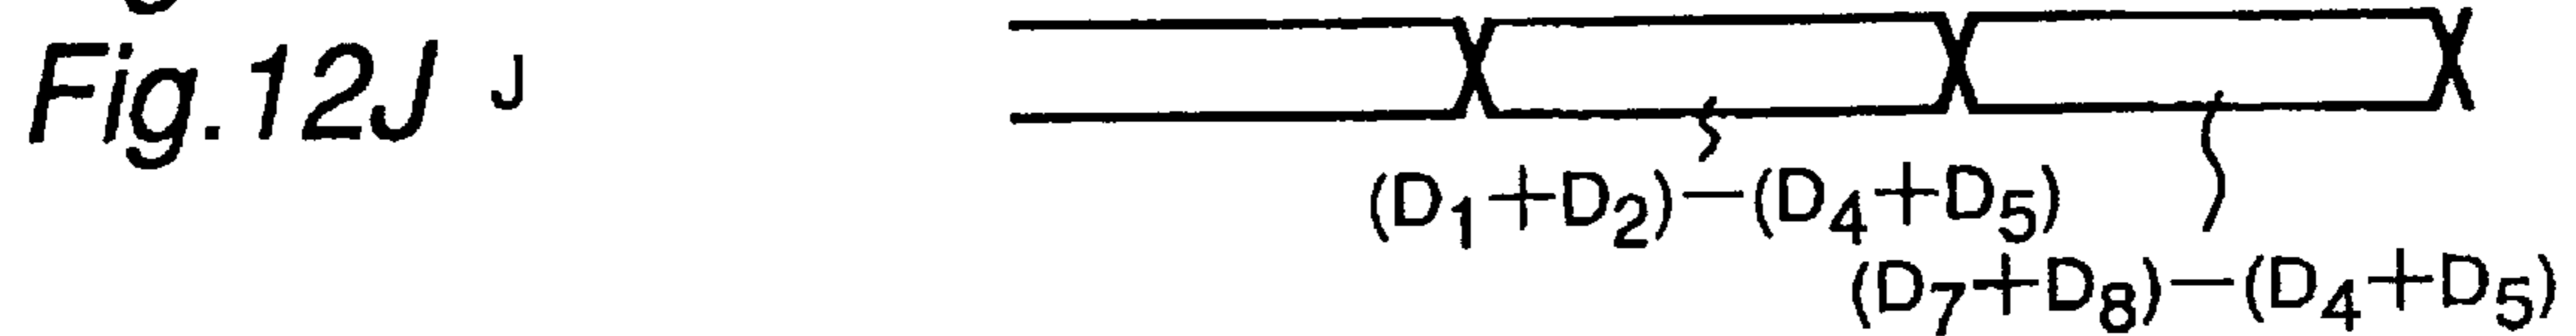 Fig.12J J
(D1+D2)−(D4+D5)
(D7+D8)−(D4+D5)